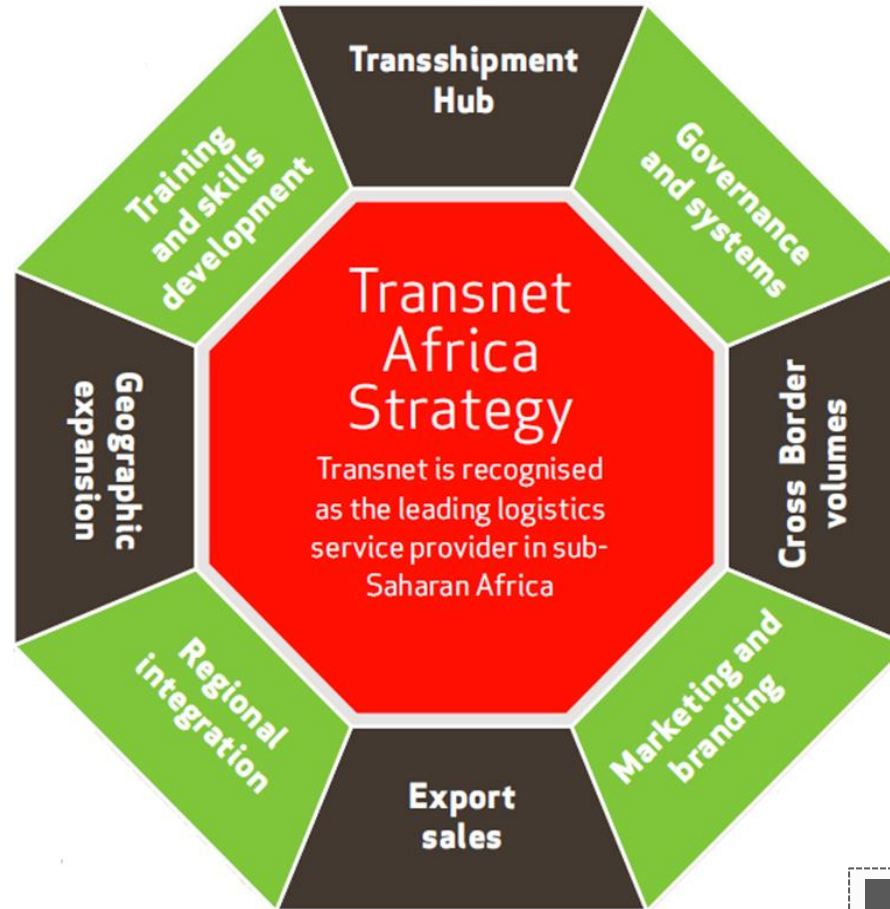 Transshipment
Hub
Governance
and systems
Cross Border
volumes
Marketing and
branding
Export
sales
Regional
integration
Geographic
expansion
Training
and skills
development
Transnet
Africa
Strategy
Transnet is recognised
as the leading logistics
service provider in sub-
Saharan Africa